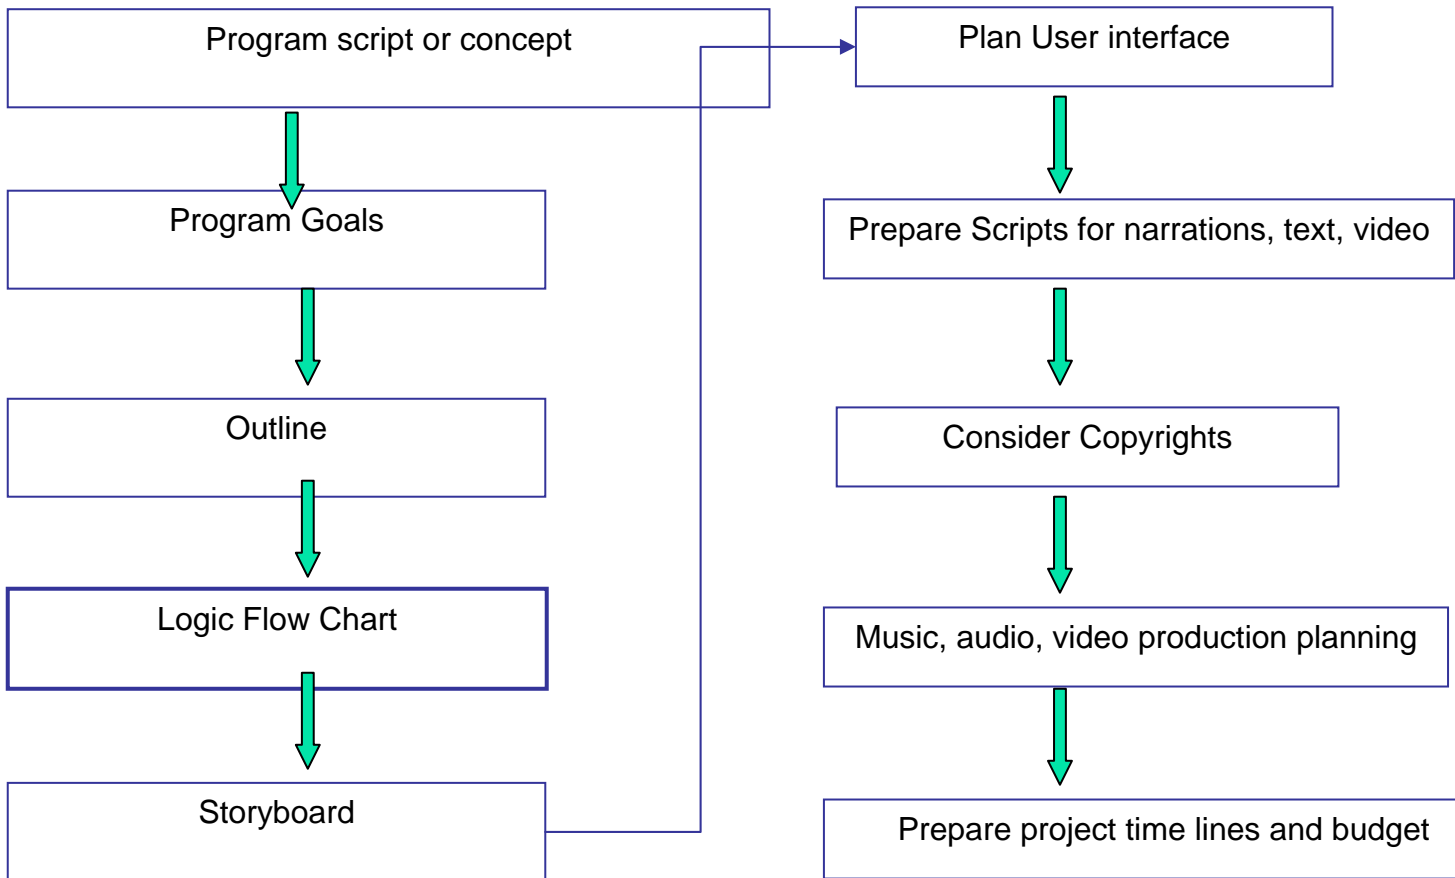 Program script or concept
Program Goals
Outline
Logic Flow Chart
Storyboard
Plan User interface
Prepare Scripts for narrations, text, video
Consider Copyrights
Music, audio, video production planning
Prepare project time lines and budget